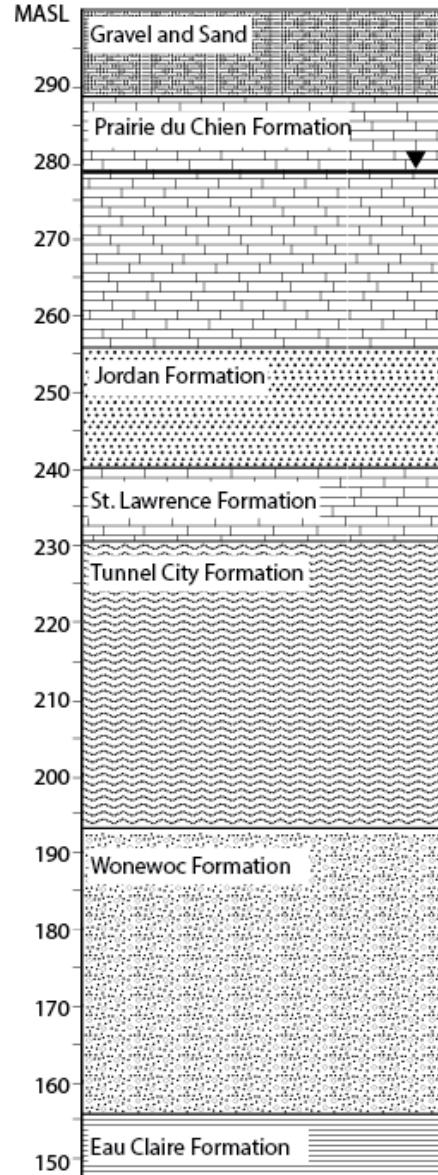 MASL
Gravel and Sand
290
Prairie du Chien Formation
280
270
260
Jordan Formation
250
240
St. Lawrence Formation
230
Tunnel City Formation
220
210
200
190
Wonewoc Formation
180
170
160
Eau Claire Formation
150